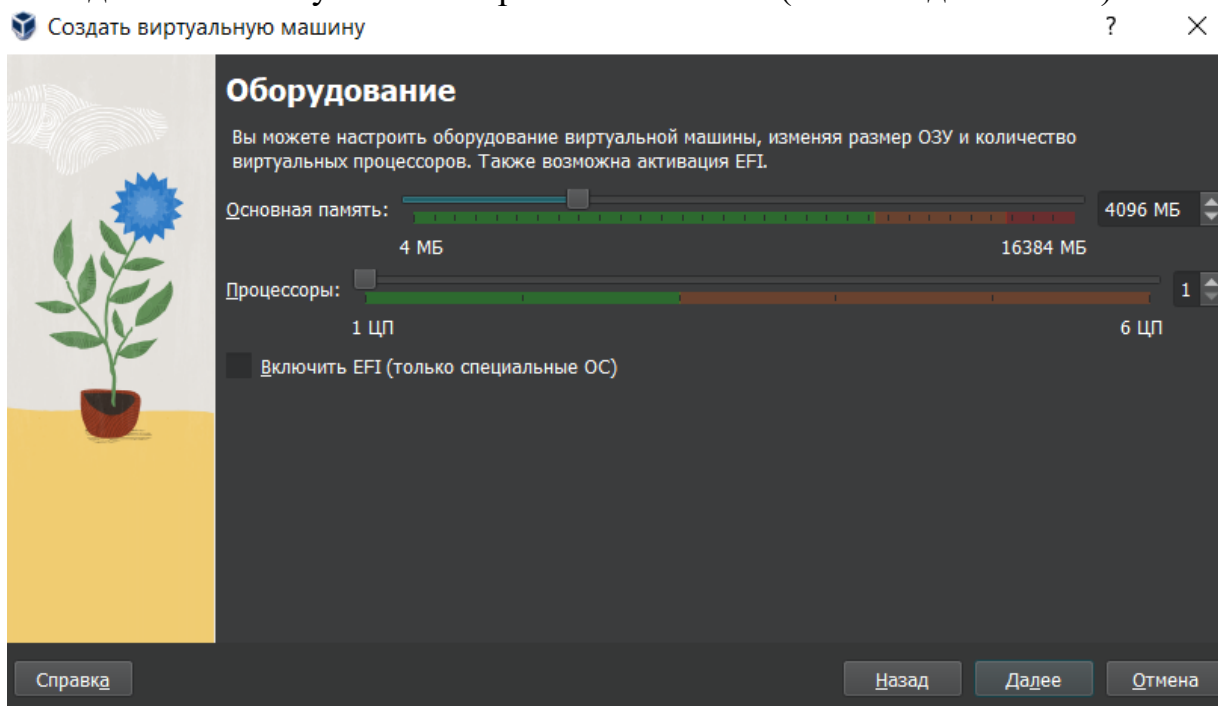 Создать виртуальную машину
?
Оборудование
Вы можете настроить оборудование виртуальной машины, изменяя размер ОЗУ и количество
виртуальных процессоров. Также возможна активация EFI.
Основная память:
4096 МБ
4 МБ
16384 МБ
Процессоры:
1
1 ЦП
6 ЦП
Включить EFI (только специальные ОС)
Справка
Назад
Далее
Отмена